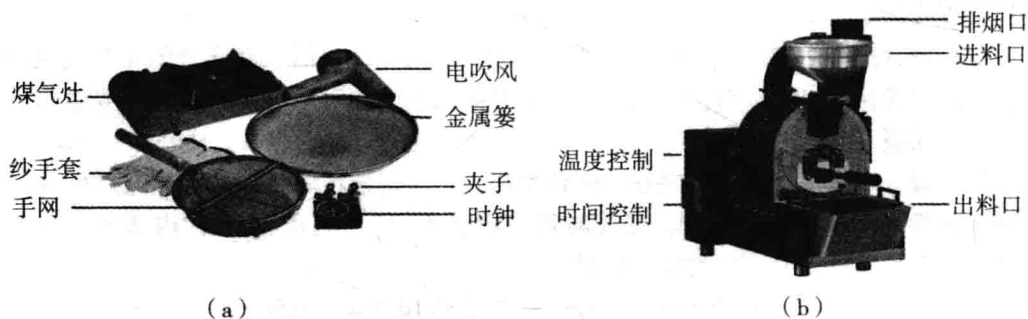 煤气灶
纱手套
手网
电吹风
金属篓
夹子
时钟
(a)
排烟口
进料口
温度控制
时间控制
出料口
(b)